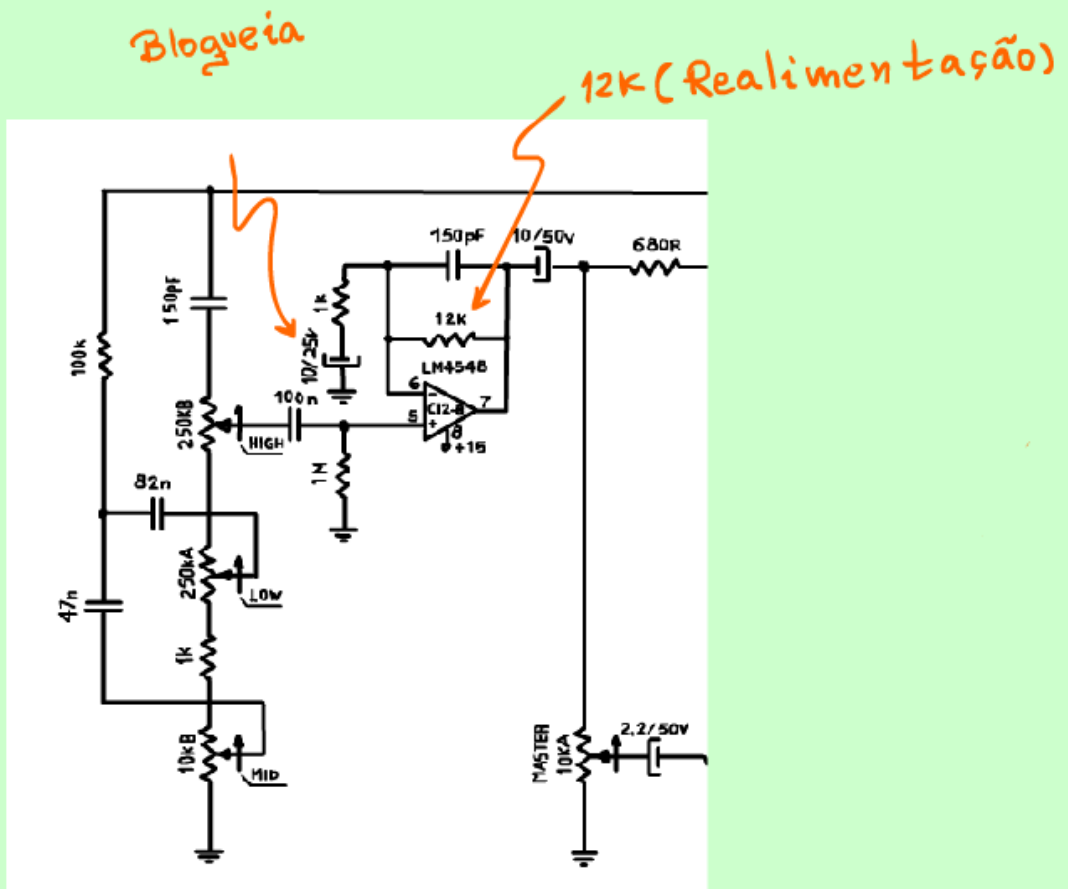 Bloqueia
12K (Realimentação)
150pF
10/50v
680R
150pF
1k
12K
100k
10/25V
LM4548
6
100n
CI2-B
7
250KB
5
+
8
HIGH
+15
1M
82n
250kA
LOW
47n
1k
2,2/50V
MASTER
10KA
10KB
MID